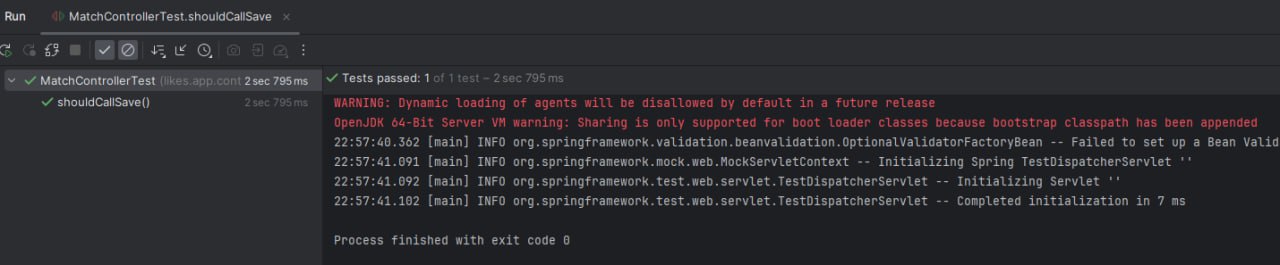 Run MatchControllerTest.shouldCallSave ×
Tests passed: 1 of 1 test – 2 sec 795 ms
MatchControllerTest (likes.app.cont 2 sec 795 ms
shouldCallSave() 2 sec 795 ms
WARNING: Dynamic loading of agents will be disallowed by default in a future release
OpenJDK 64-Bit Server VM warning: Sharing is only supported for boot loader classes because bootstrap classpath has been appended
22:57:40.362 [main] INFO org.springframework.validation.beanvalidation.OptionalValidatorFactoryBean -- Failed to set up a Bean Valid
22:57:41.091 [main] INFO org.springframework.mock.web.MockServletContext -- Initializing Spring TestDispatcherServlet ''
22:57:41.092 [main] INFO org.springframework.test.web.servlet.TestDispatcherServlet -- Initializing Servlet ''
22:57:41.102 [main] INFO org.springframework.test.web.servlet.TestDispatcherServlet -- Completed initialization in 7 ms
Process finished with exit code 0